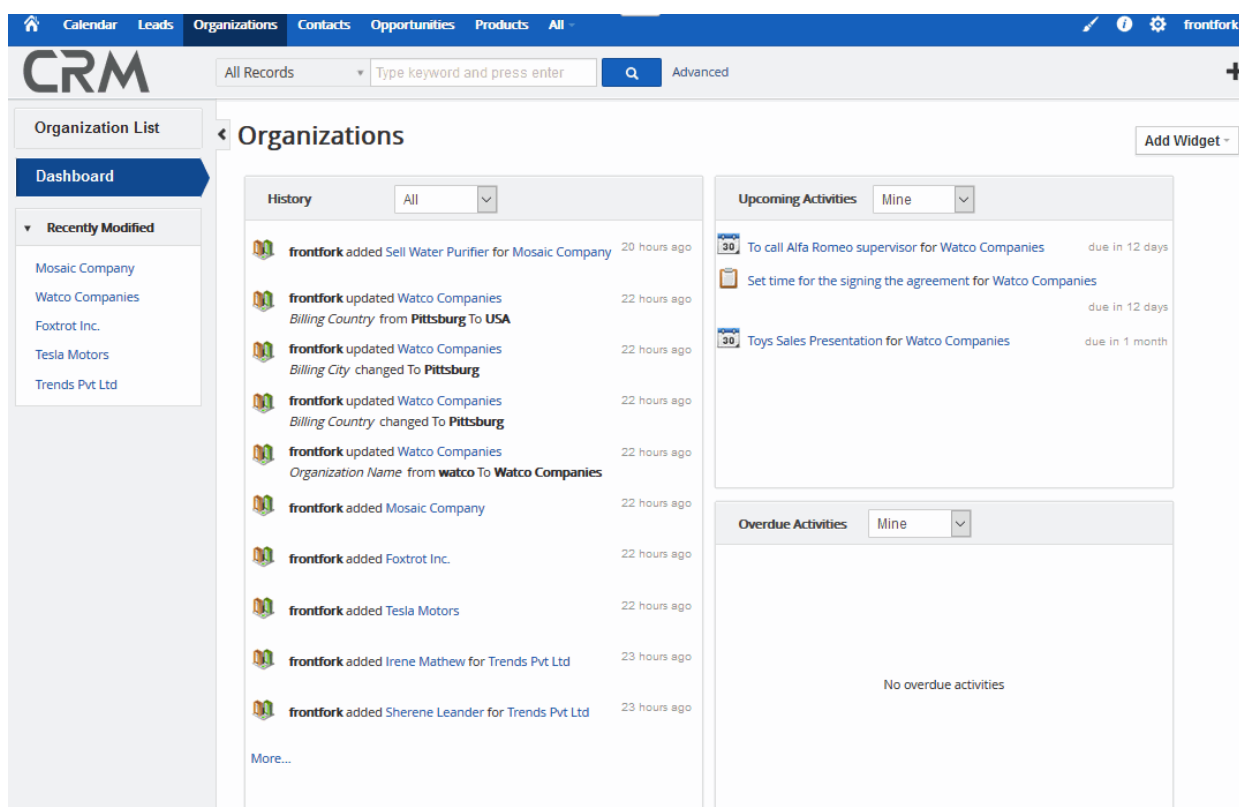 Calendar Leads Organizations Contacts Opportunities Products All frontfork
CRM All Records Type keyword and press enter Advanced
Organization List
Dashboard
Recently Modified
Mosaic Company
Watco Companies
Foxtrot Inc.
Tesla Motors
Trends Pvt Ltd
Organizations
Add Widget
History All
frontfork added Sell Water Purifier for Mosaic Company 20 hours ago
frontfork updated Watco Companies 22 hours ago
Billing Country from Pittsburg To USA
frontfork updated Watco Companies 22 hours ago
Billing City changed To Pittsburg
frontfork updated Watco Companies 22 hours ago
Billing Country changed To Pittsburg
frontfork updated Watco Companies 22 hours ago
Organization Name from watco To Watco Companies
frontfork added Mosaic Company 22 hours ago
frontfork added Foxtrot Inc. 22 hours ago
frontfork added Tesla Motors 22 hours ago
frontfork added Irene Mathew for Trends Pvt Ltd 23 hours ago
frontfork added Sherene Leander for Trends Pvt Ltd 23 hours ago
More...
Upcoming Activities Mine
30 To call Alfa Romeo supervisor for Watco Companies due in 12 days
Set time for the signing the agreement for Watco Companies
due in 12 days
30 Toys Sales Presentation for Watco Companies due in 1 month
Overdue Activities Mine
No overdue activities